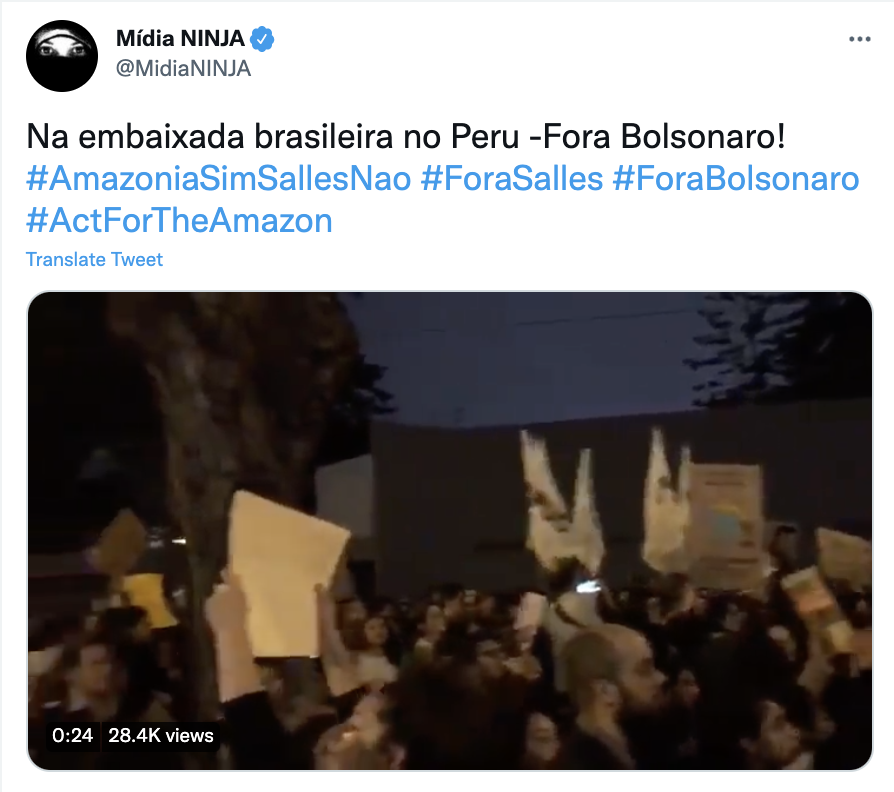 Mídia NINJA
@MidiaNINJA
Na embaixada brasileira no Peru -Fora Bolsonaro!
#AmazoniaSimSallesNao #ForaSalles #ForaBolsonaro
#ActForTheAmazon
Translate Tweet
0:24 28.4K views